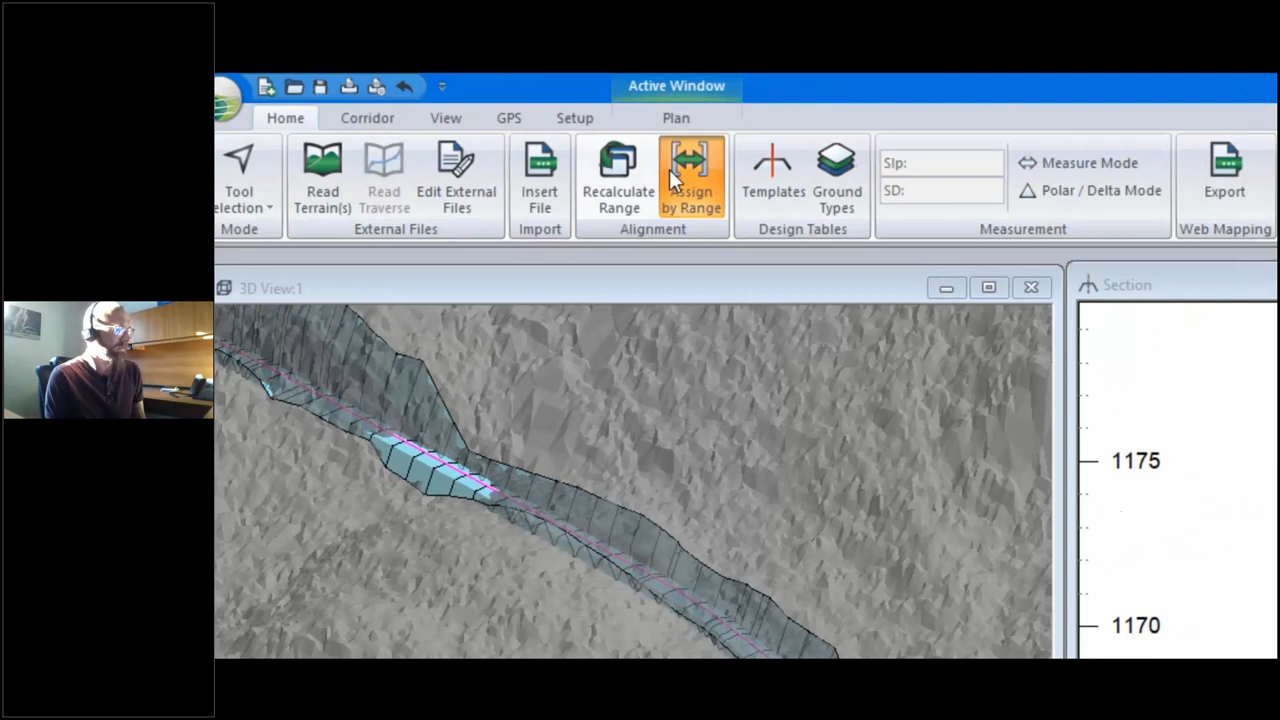 Active Window
Home Corridor View GPS Setup Plan
Tool
election
Mode
Read
Terrain(s)
Read
Traverse
Edit External
Files
External Files
Insert
File
Import
Recalculate
Range
Assign
by Range
Alignment
Templates
Ground
Types
Design Tables
Slp:
SD:
Measure Mode
Polar / Delta Mode
Measurement
Export
Web Mapping
3D View:1
Section
1175
1170